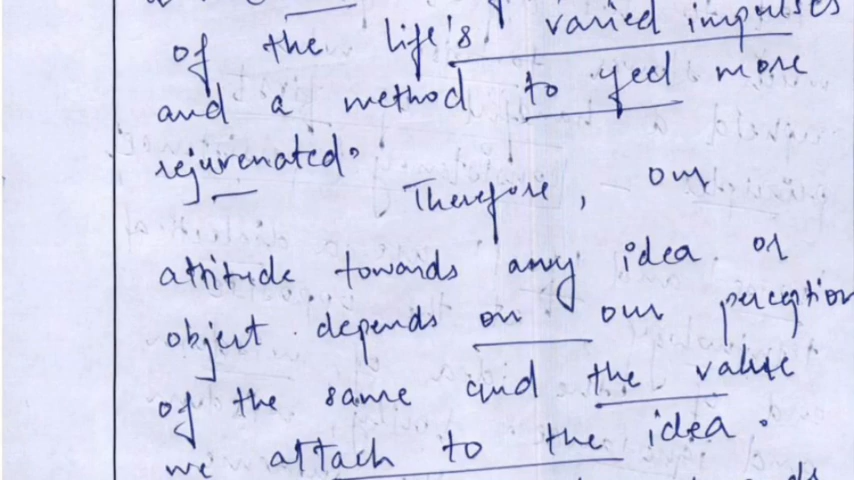 of the life's varied impulses
and a method to feel more
rejuvenated.
Therefore, our
attitude towards any idea or
object depends on our perception
of the same and the value
we attach to the idea.